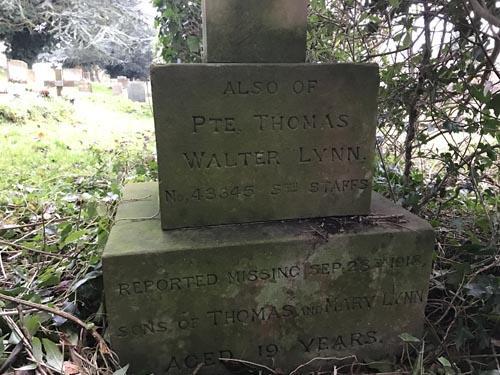 ALSO OF
PTE. THOMAS
WALTER LYNN.
No, 43645 5TH STAFFS
REPORTED MISSING SEP. 28TH 1918,
SONS OF THOMAS AND MARY LYNN
AGED 19 YEARS.